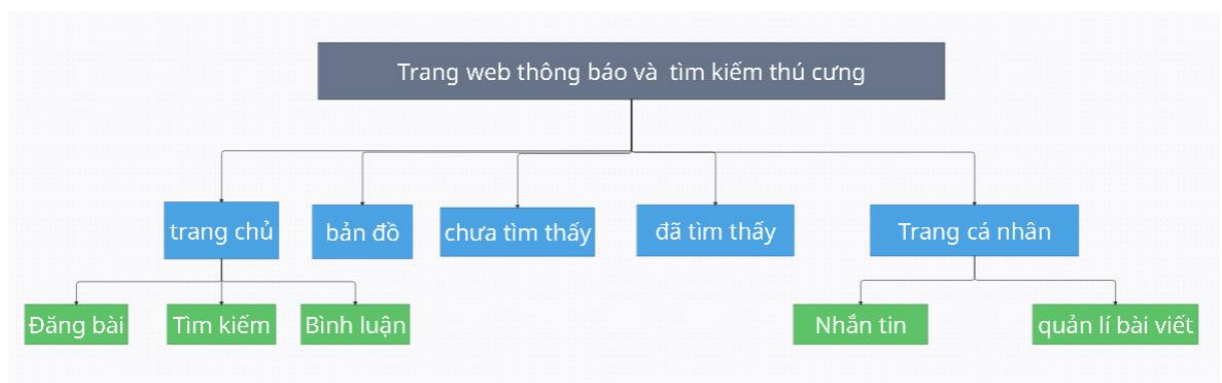 Trang web thông báo và tìm kiếm thú cưng
trang chủ
bản đồ
chưa tìm thấy
đã tìm thấy
Trang cá nhân
Đăng bài
Tìm kiếm
Bình luận
Nhắn tin
quản lí bài viết